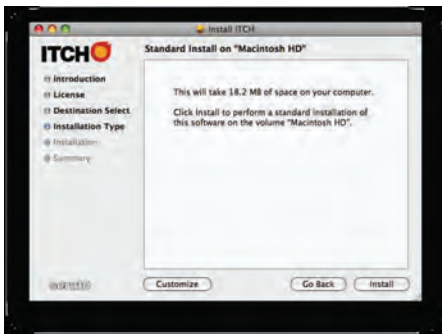 Install ITCH
ITCH
Standard Install on "Macintosh HD"
Introduction
License
Destination Select
Installation Type
Installation
Summary
This will take 18.2 MB of space on your computer.
Click Install to perform a standard installation of
this software on the volume "Macintosh HD".
Customize
Go Back
Install